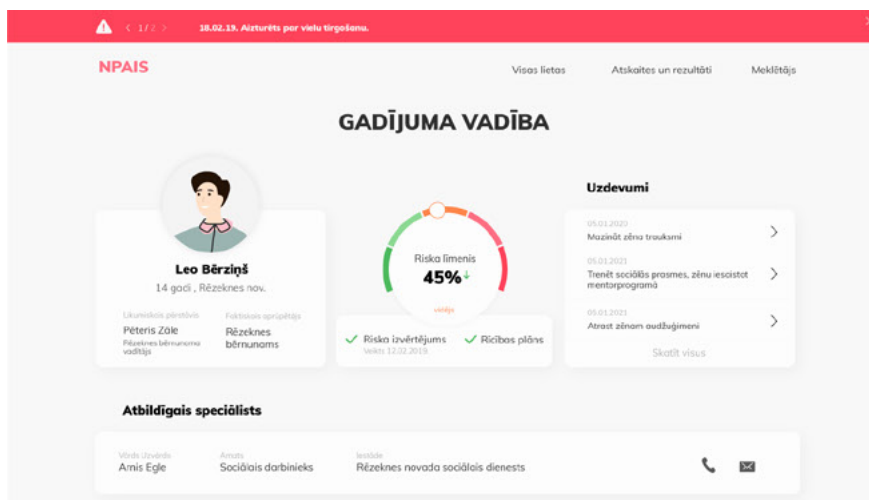 < 1/2 >
18.02.19. Aizturēts par vielu tirgošanu.
NPAIS
Visas lietas
Atskaites un rezultāti
Meklētājs
GADĪJUMA VADĪBA
Leo Bērziņš
14 gadi , Rēzeknes nov.
Likumiskais pārstāvis
Pēteris Zāle
Rēzeknes bērnunama
vadītājs
Faktiskais aprūpētājs
Rēzeknes
bērnunams
Riska līmenis
45%
vidējs
Riska izvērtējums
Veikts 12.02.2019.
Rīcības plāns
Uzdevumi
05.01.2020
Mazināt zēna trauksmi
05.01.2021
Trenēt sociālās prasmes, zēnu iesaistot
mentorprogramā
05.01.2021
Atrast zēnam audžuģimeni
Skatīt visus
Atbildīgais speciālists
Vārds Uzvārds
Arnis Egle
Amats
Sociālais darbinieks
Iestāde
Rēzeknes novada sociālais dienests